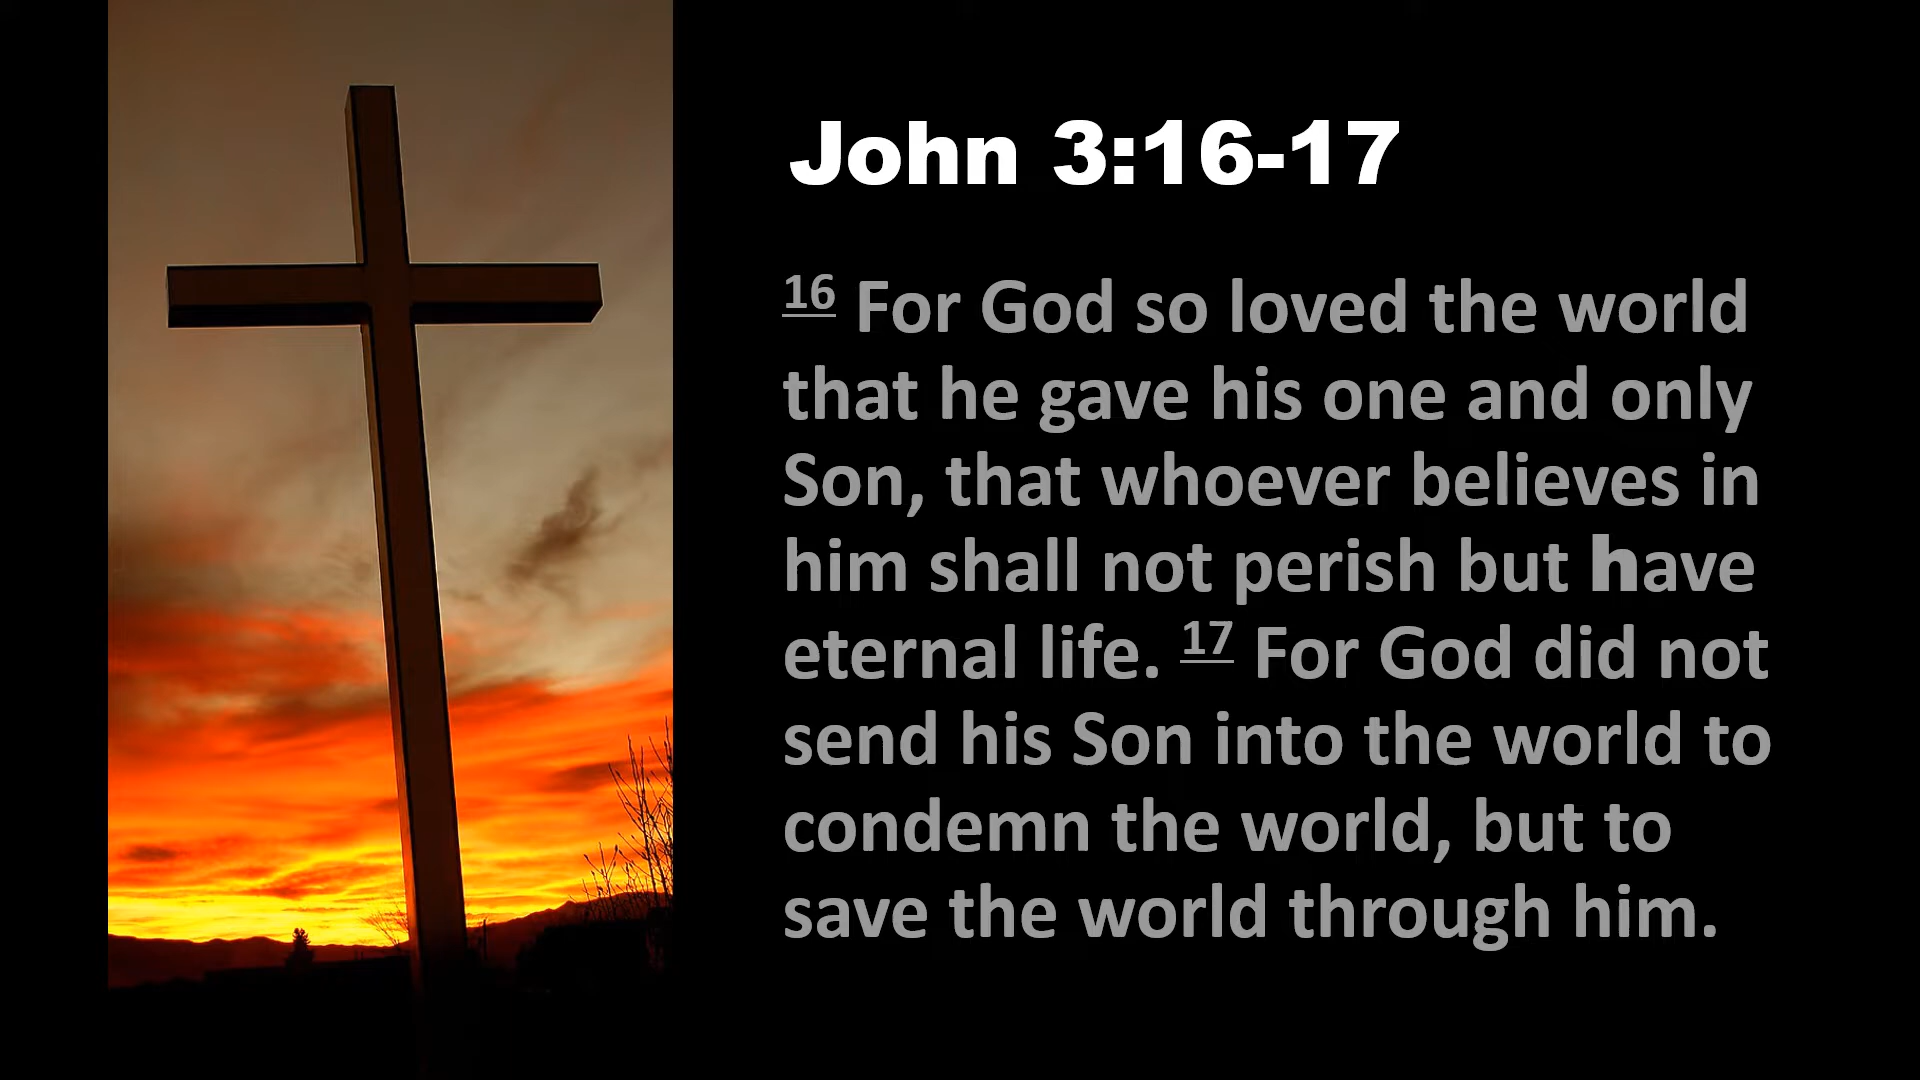 John 3:16-17
16 For God so loved the world
that he gave his one and only
Son, that whoever believes in
him shall not perish but have
eternal life. 17 For God did not
send his Son into the world to
condemn the world, but to
save the world through him.